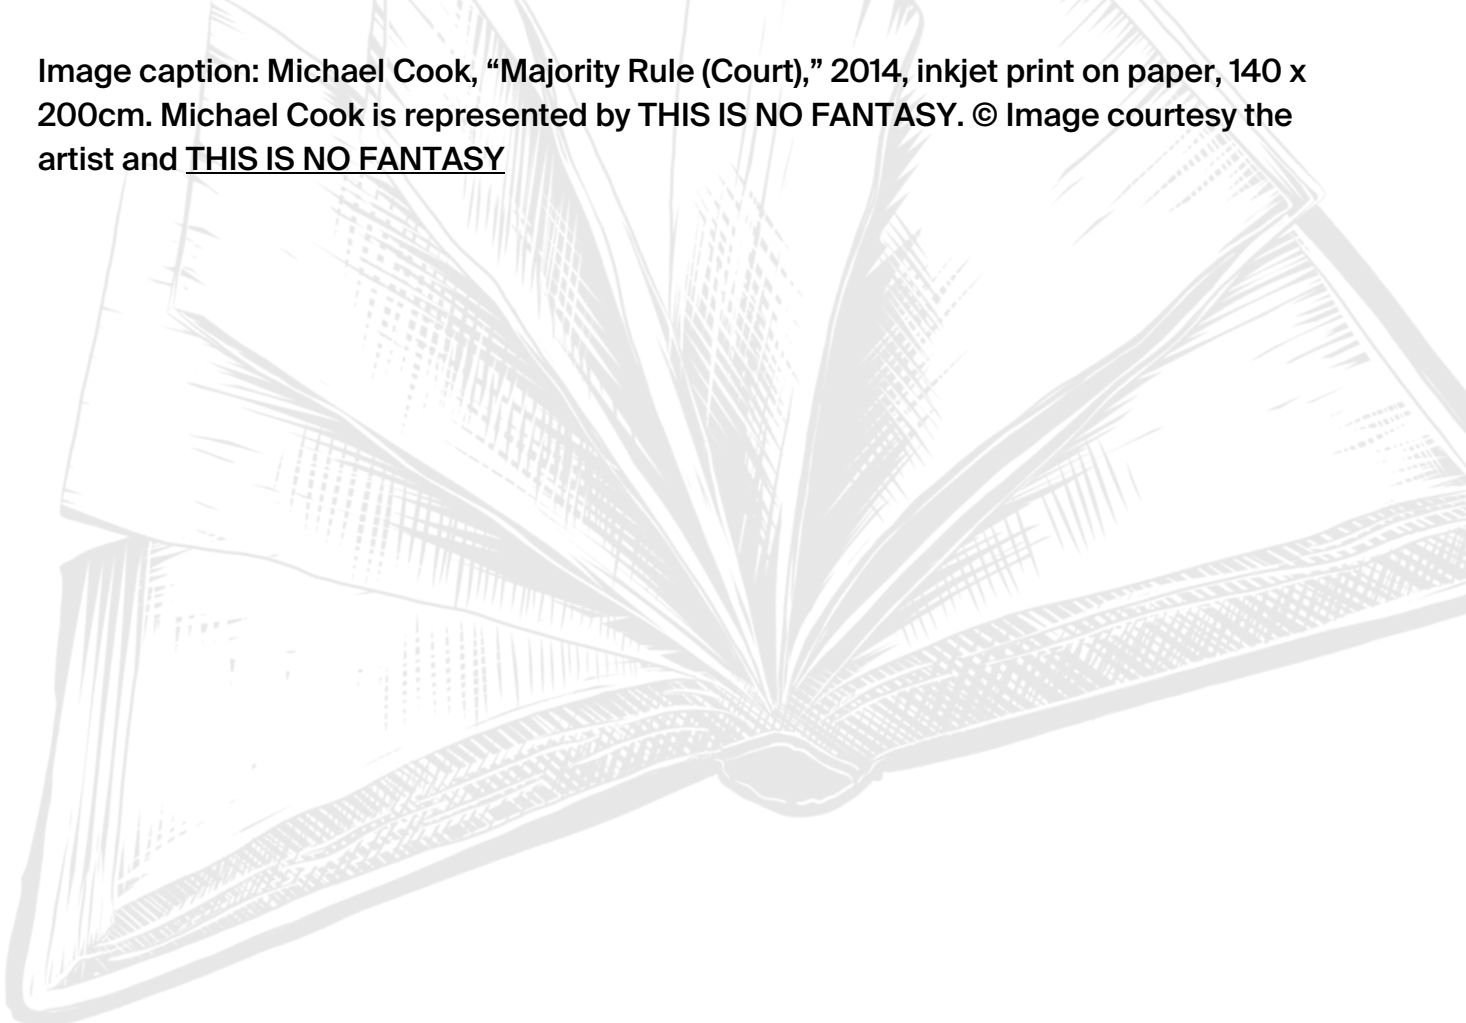 Image caption: Michael Cook, “Majority Rule (Court),” 2014, inkjet print on paper, 140 x
200cm. Michael Cook is represented by THIS IS NO FANTASY. © Image courtesy the
artist and THIS IS NO FANTASY